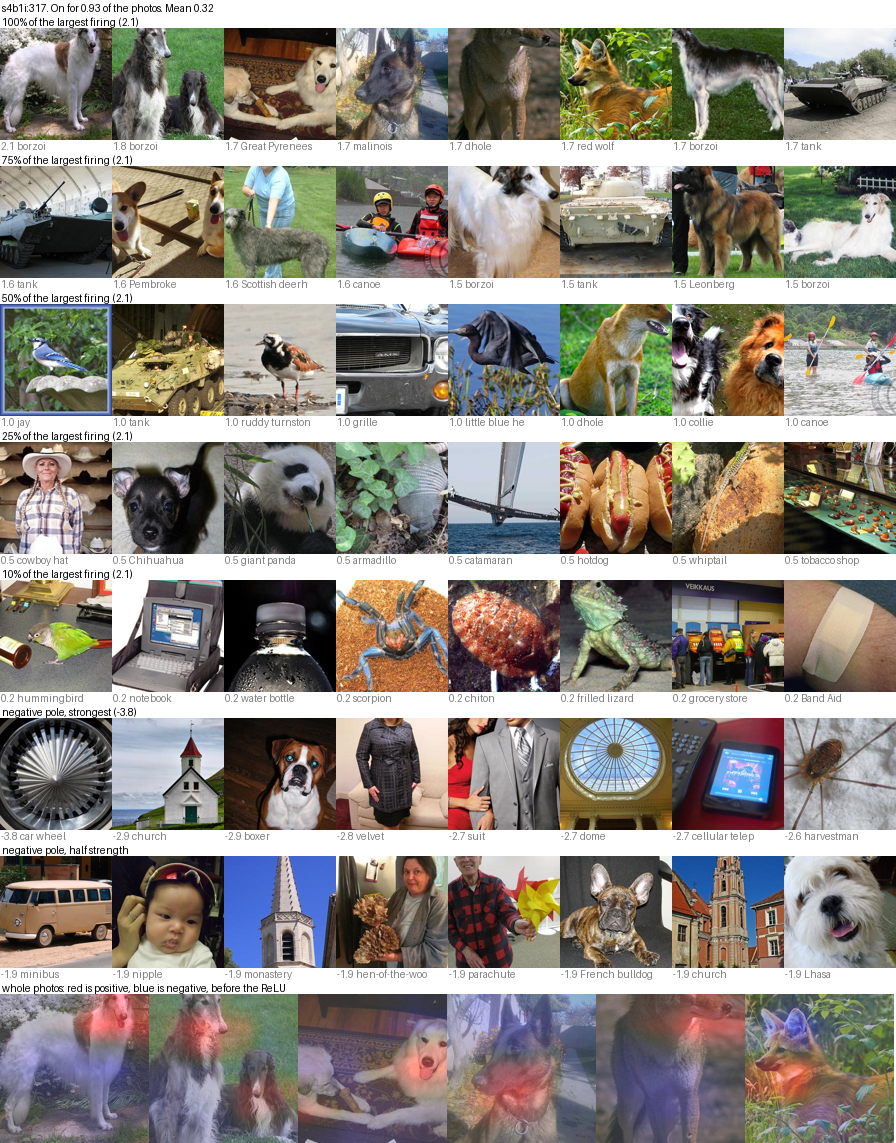 s4b1i:317. On for 0.93 of the photos. Mean 0.32
100% of the largest firing (2.1)
2.1 borzoi
1.8 borzoi
1.7 Great Pyrenees
1.7 malinois
1.7 dhole
1.7 red wolf
1.7 borzoi
1.7 tank
75% of the largest firing (2.1)
1.6 tank
1.6 Pembroke
1.6 Scottish deerh
1.6 canoe
1.5 borzoi
1.5 tank
1.5 Leonberg
1.5 borzoi
50% of the largest firing (2.1)
1.0 jay
1.0 tank
1.0 ruddy turnston
1.0 grille
1.0 little blue he
1.0 dhole
1.0 collie
1.0 canoe
25% of the largest firing (2.1)
0.5 cowboy hat
0.5 Chihuahua
0.5 giant panda
0.5 armadillo
0.5 catamaran
0.5 hotdog
0.5 whiptail
0.5 tobacco shop
10% of the largest firing (2.1)
VEIKKAUS
0.2 hummingbird
0.2 notebook
0.2 water bottle
0.2 scorpion
0.2 chiton
0.2 frilled lizard
0.2 grocery store
0.2 Band Aid
negative pole, strongest (-3.8)
-3.8 car wheel
-2.9 church
-2.9 boxer
-2.8 velvet
-2.7 suit
-2.7 dome
-2.7 cellular telep
-2.6 harvestman
negative pole, half strength
-1.9 minibus
-1.9 nipple
-1.9 monastery
-1.9 hen-of-the-woo
-1.9 parachute
-1.9 French bulldog
-1.9 church
-1.9 Lhasa
whole photos: red is positive, blue is negative, before the ReLU